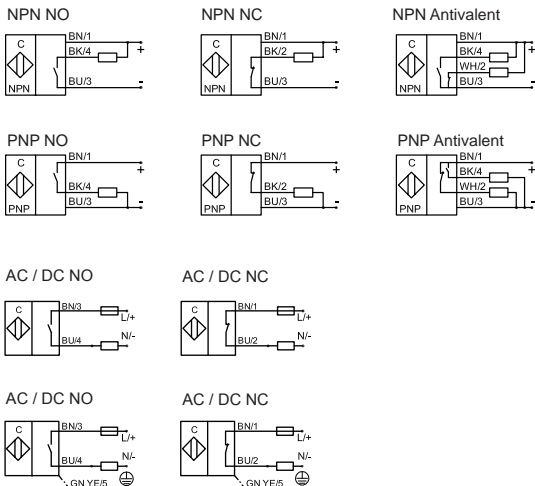 NPN NO
C
NPN
BN/1
BK/4
BU/3
+
-
NPN NC
C
NPN
BN/1
BK/2
BU/3
+
-
NPN Antivalent
C
NPN
BN/1
BK/4
WH/2
BU/3
+
-
PNP NO
C
PNP
BN/1
BK/4
BU/3
+
-
PNP NC
C
PNP
BN/1
BK/2
BU/3
+
-
PNP Antivalent
C
PNP
BN/1
BK/4
WH/2
BU/3
+
-
AC / DC NO
C
BN/3
BU/4
L/+
N/-
AC / DC NC
C
BN/1
BU/2
L/+
N/-
AC / DC NO
C
BN/3
BU/4
L/+
N/-
GN YE/5
AC / DC NC
C
BN/1
BU/2
L/+
N/-
GN YE/5